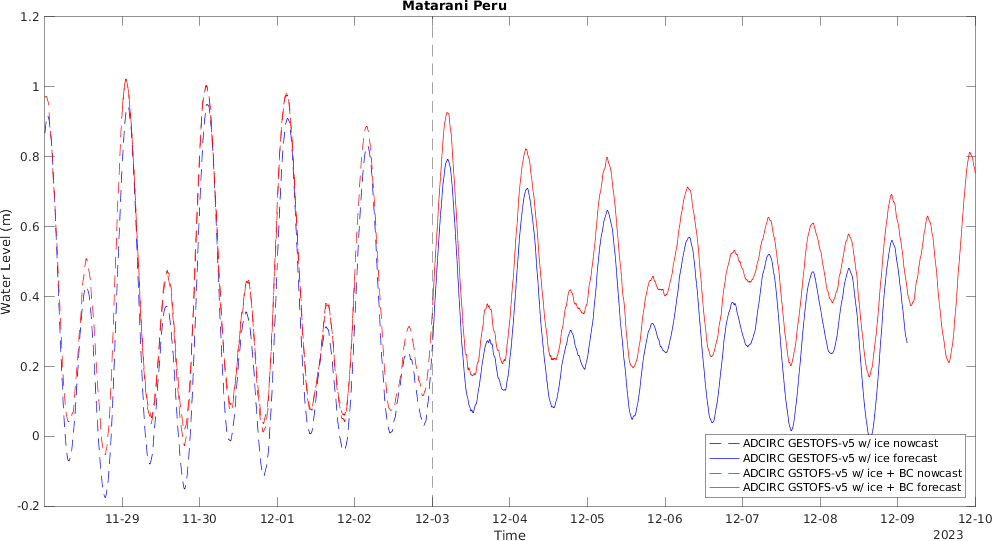 Matarani Peru
1.2
1
0.8
0.6
0.4
0.2
0
-0.2
Water Level (m)
11-29 11-30 12-01 12-02 12-03 12-04 12-05 12-06 12-07 12-08 12-09 12-10
Time
2023
ADCIRC GESTOFS-v5 w/ ice nowcast
ADCIRC GESTOFS-v5 w/ ice forecast
ADCIRC GSTOFS-v5 w/ ice + BC nowcast
ADCIRC GSTOFS-v5 w/ ice + BC forecast